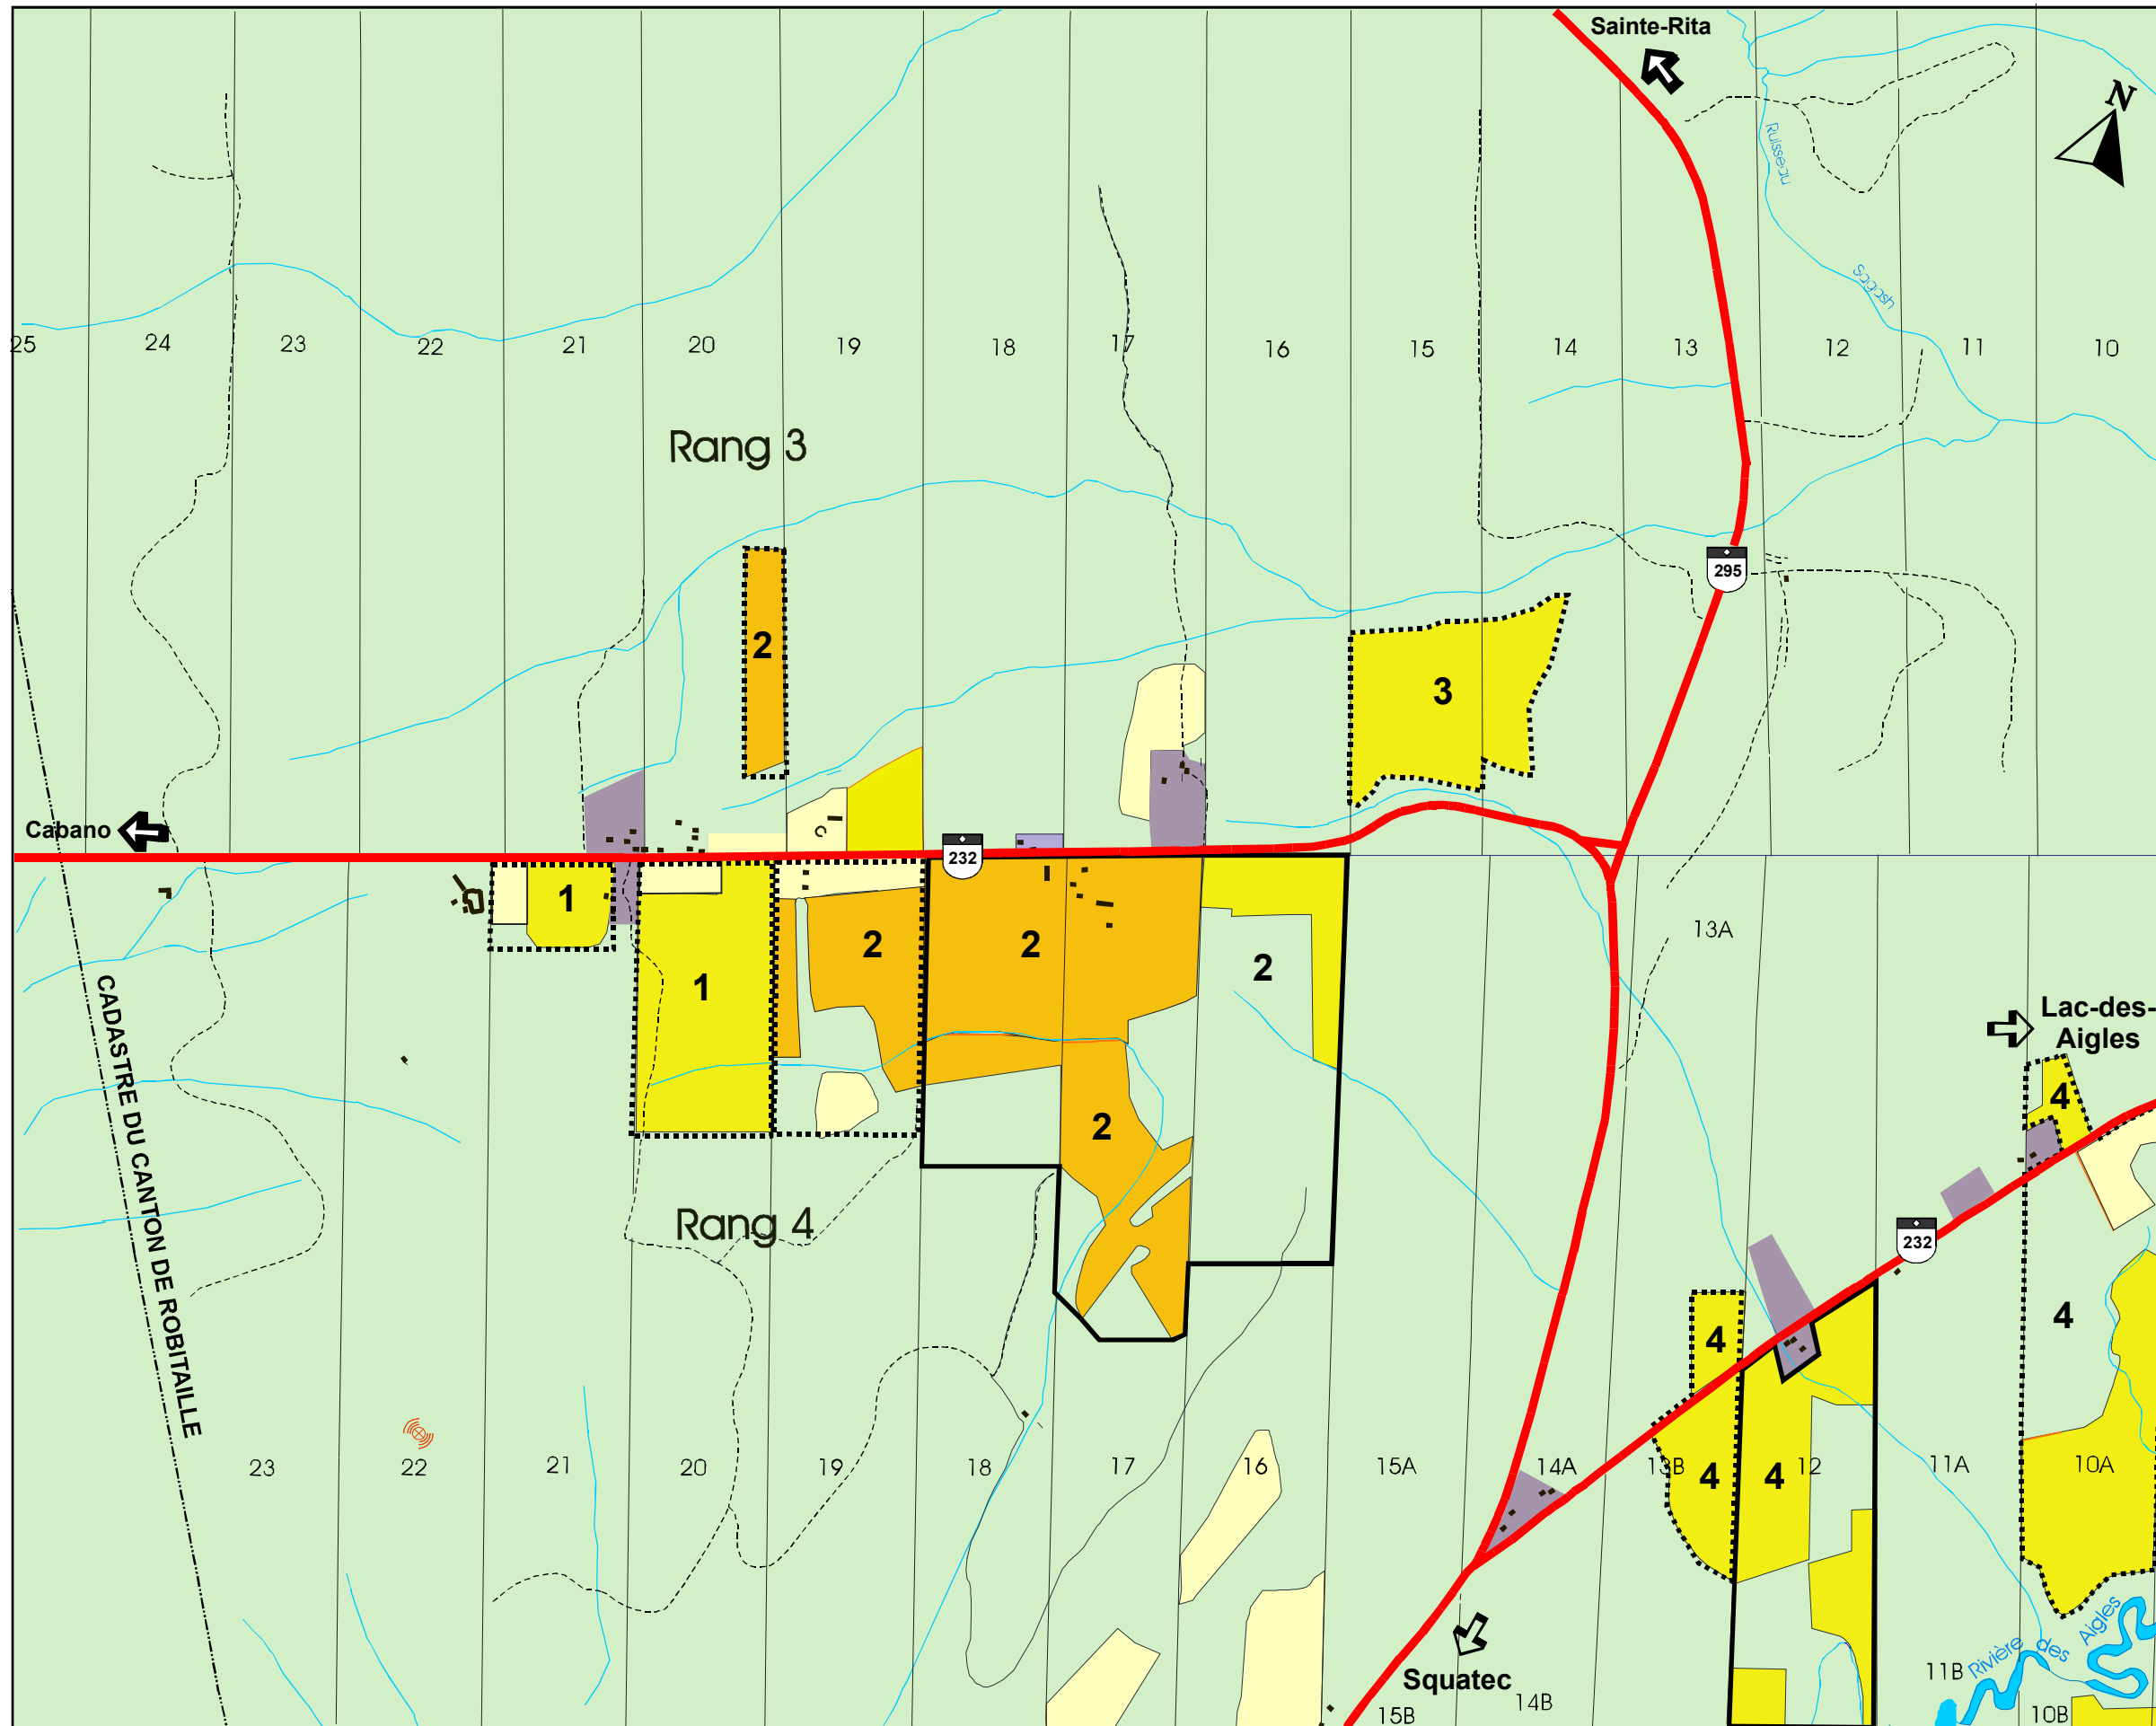 Sainte-Rita
N
Ruisseau
Sagash
25
24
23
22
21
20
19
18
17
16
15
14
13
12
11
10
Rang 3
295
2
3
Cabano
232
1
1
2
2
2
2
13A
Lac-des-
Aigles
4
CADASTRE DU CANTON DE ROBITAILLE
Rang 4
232
4
4
4
4
23
22
21
20
19
18
17
16
15A
14A
13B
12
11A
10A
Squatec
15B
14B
11B
Rivière des Aigles
10B